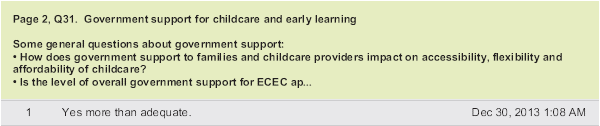 Page 2, Q31.  Government support for childcare and early learning
Some general questions about government support:
• How does government support to families and childcare providers impact on accessibility, flexibility and
affordability of childcare?
• Is the level of overall government support for ECEC ap...
1 Yes more than adequate. Dec 30, 2013 1:08 AM